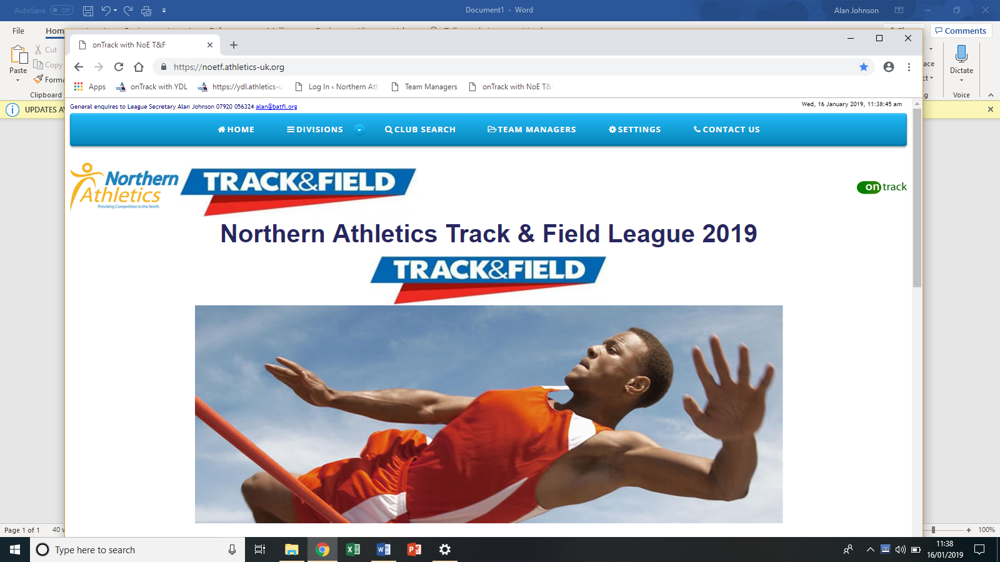 AutoSave Off
Document1 - Word
Alan Johnson
File
Hom
Comments
Paste
Cut
Copy
Forma
Clipboard
ace
ct
Dictate
g
Voice
UPDATES AV
onTrack with NoE T&F
https://noetf.athletics-uk.org
Apps
onTrack with YDL
https://ydl.athletics-u
Log In ‹ Northern Ath
Team Managers
onTrack with NoE T&
General enquires to League Secretary Alan Johnson 07920 056324 alan@batfl.org
Wed, 16 January 2019, 11:38:45 am
HOME
DIVISIONS
CLUB SEARCH
TEAM MANAGERS
SETTINGS
CONTACT US
Northern
Athletics
Providing Competition in the North
TRACK&FIELD
on track
Northern Athletics Track & Field League 2019
TRACK&FIELD
Page 1 of 1
40 w
100%
Type here to search
11:38
16/01/2019